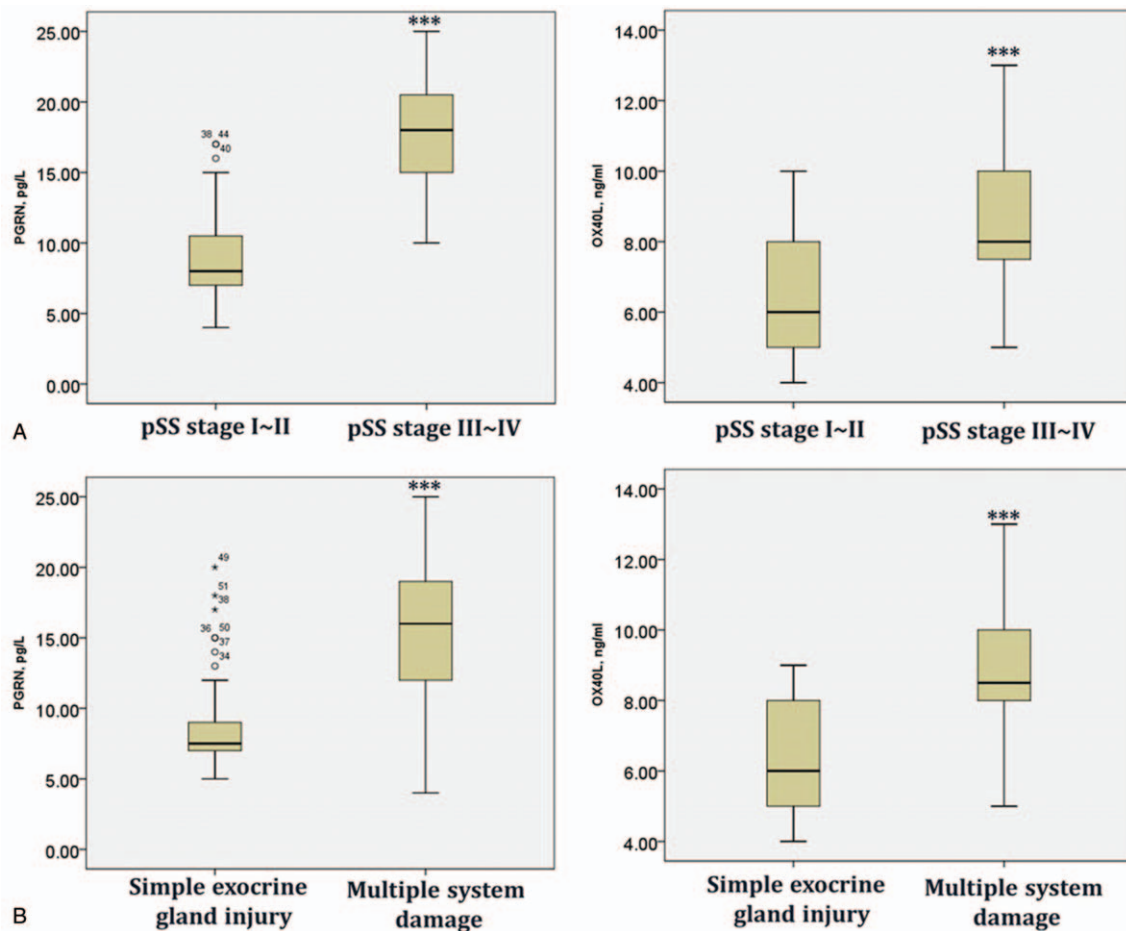 ***
25.00
20.00
15.00
10.00
5.00
0.00
PGRN, pg/L
38 44
40
pSS stage I~II pSS stage III~IV
***
14.00
12.00
10.00
8.00
6.00
4.00
OX40L, ng/ml
pSS stage I~II pSS stage III~IV
A
***
25.00
20.00
15.00
10.00
5.00
0.00
PGRN, pg/L
49
51
38
36 50
37
34
Simple exocrine
gland injury
Multiple system
damage
***
14.00
12.00
10.00
8.00
6.00
4.00
OX40L, ng/ml
Simple exocrine
gland injury
Multiple system
damage
B